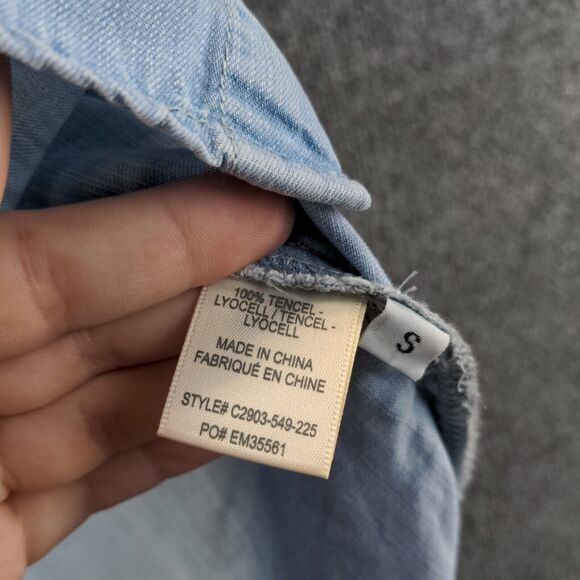 100% TENCEL -
LYOCELL / TENCEL -
LYOCELL
MADE IN CHINA
FABRIQUÉ EN CHINE
STYLE# C2903-549-225
PO# EM35561
S